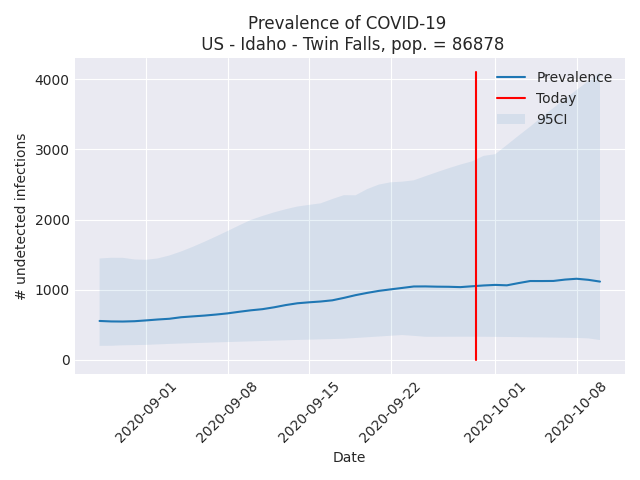 Prevalence of COVID-19
US - Idaho - Twin Falls, pop. = 86878
Prevalence
Today
95CI
# undetected infections
4000
3000
2000
1000
0
2020-09-01
2020-09-08
2020-09-15
2020-09-22
2020-10-01
2020-10-08
Date